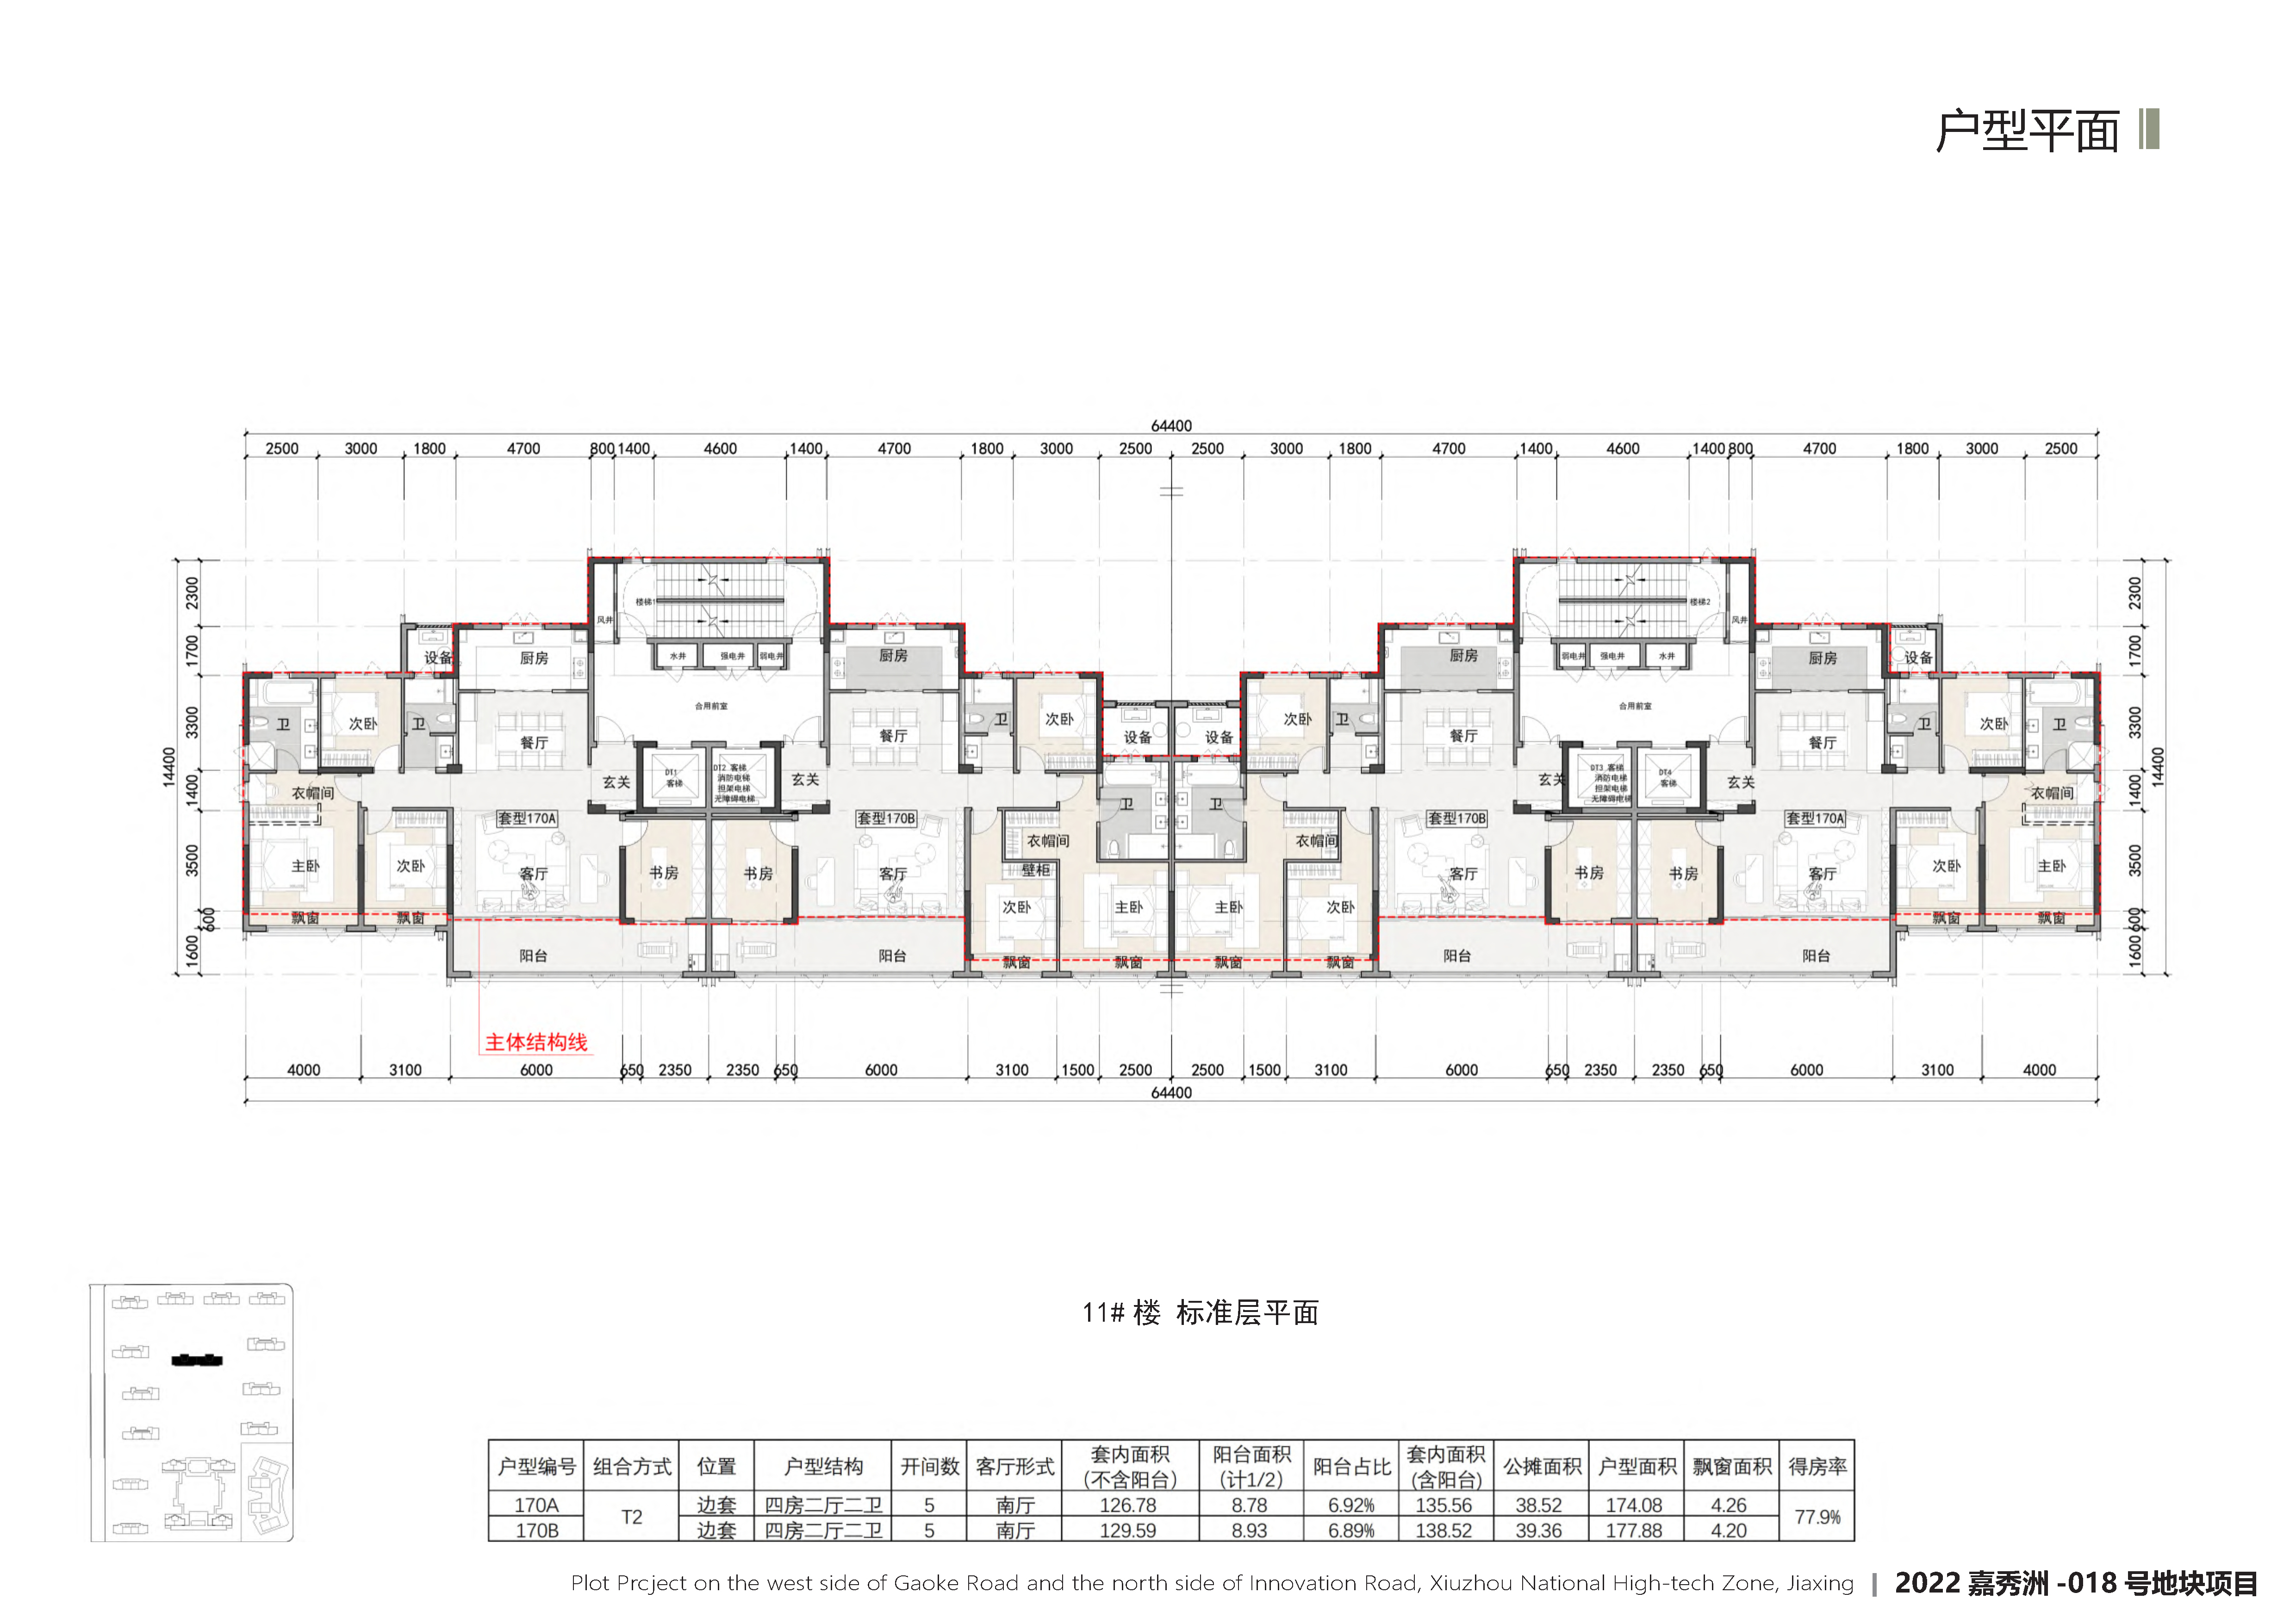 户型平面
64400
2500 3000 1800 4700 800 1400 4600 1400 4700 1800 3000 2500 2500 3000 1800 4700 1400 4600 1400 800 4700 1800 3000 2500
2300 2300
楼梯1 楼梯2
风井 风井
1700 设备 厨房 水井 强电井 弱电井 厨房 厨房 弱电井 强电井 水井 厨房 设备 1700
3300 卫 次卧 卫 餐厅 合用前室 餐厅 卫 次卧 设备 设备 次卧 卫 餐厅 合用前室 餐厅 卫 次卧 卫 3300
14400 14400
DT1 客梯
DT2 客梯 消防电梯 担架电梯 无障碍电梯
DT3 客梯 消防电梯 担架电梯 无障碍电梯
DT4 客梯
1400 衣帽间 玄关 玄关 卫 卫 玄关 玄关 衣帽间 1400
套型170A 套型170B 套型170B 套型170A
衣帽间 衣帽间
3500 主卧 次卧 客厅 书房 书房 客厅 壁柜 客厅 书房 书房 客厅 次卧 主卧 3500
次卧 主卧 主卧 次卧
600 飘窗 飘窗 飘窗 飘窗 600
1600 阳台 阳台 飘窗 飘窗 飘窗 飘窗 阳台 阳台 1600
主体结构线
4000 3100 6000 650 2350 2350 650 6000 3100 1500 2500 2500 1500 3100 6000 650 2350 2350 650 6000 3100 4000
64400
11# 楼 标准层平面
户型编号 组合方式 位置 户型结构 开间数 客厅形式 套内面积（不含阳台） 阳台面积（计1/2） 阳台占比 套内面积（含阳台） 公摊面积 户型面积 飘窗面积 得房率
170A T2 边套 四房二厅二卫 5 南厅 126.78 8.78 6.92% 135.56 38.52 174.08 4.26 77.9%
170B 边套 四房二厅二卫 5 南厅 129.59 8.93 6.89% 138.52 39.36 177.88 4.20
Plot Prcject on the west side of Gaoke Road and the north side of Innovation Road, Xiuzhou National High-tech Zone, Jiaxing | 2022 嘉秀洲 -018 号地块项目